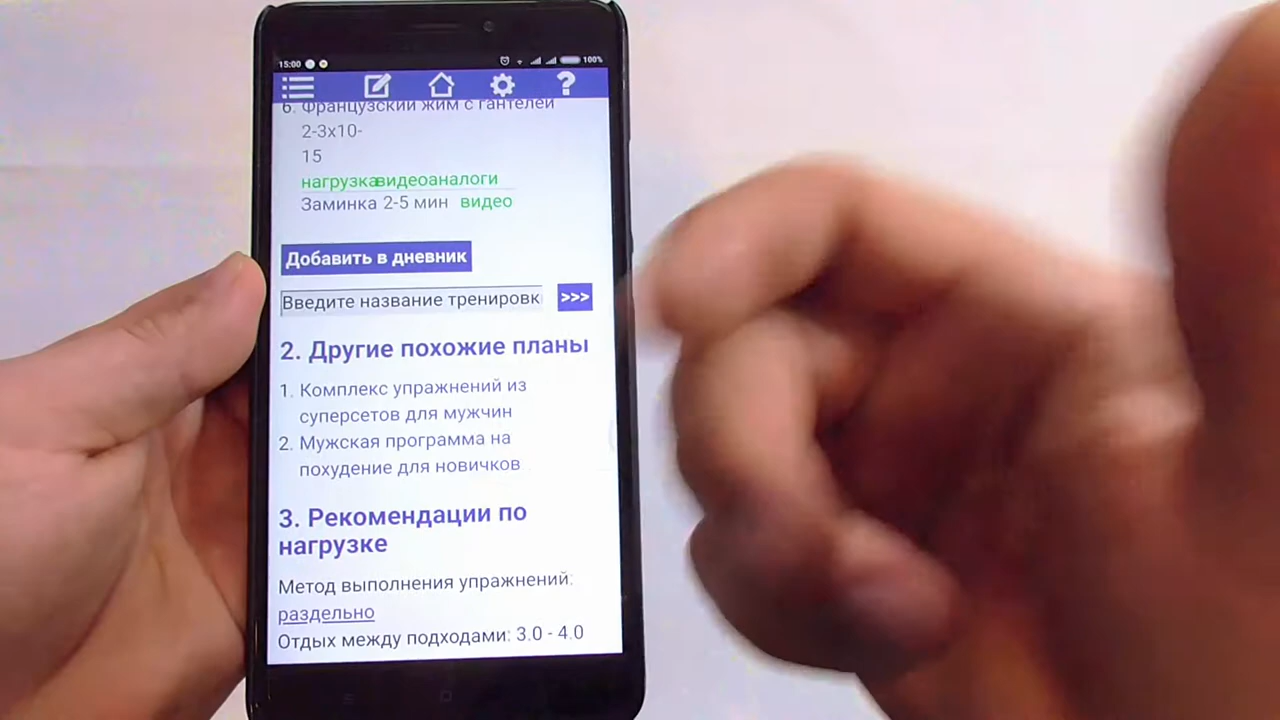 15:00 100%
?
6. Французский жим с гантелей
2-3x10-
15
нагрузкавидеоаналоги
Заминка 2-5 мин видео
Добавить в дневник
Введите название тренировк >>>
2. Другие похожие планы
1. Комплекс упражнений из
суперсетов для мужчин
2. Мужская программа на
похудение для новичков
3. Рекомендации по
нагрузке
Метод выполнения упражнений:
раздельно
Отдых между подходами: 3.0 - 4.0